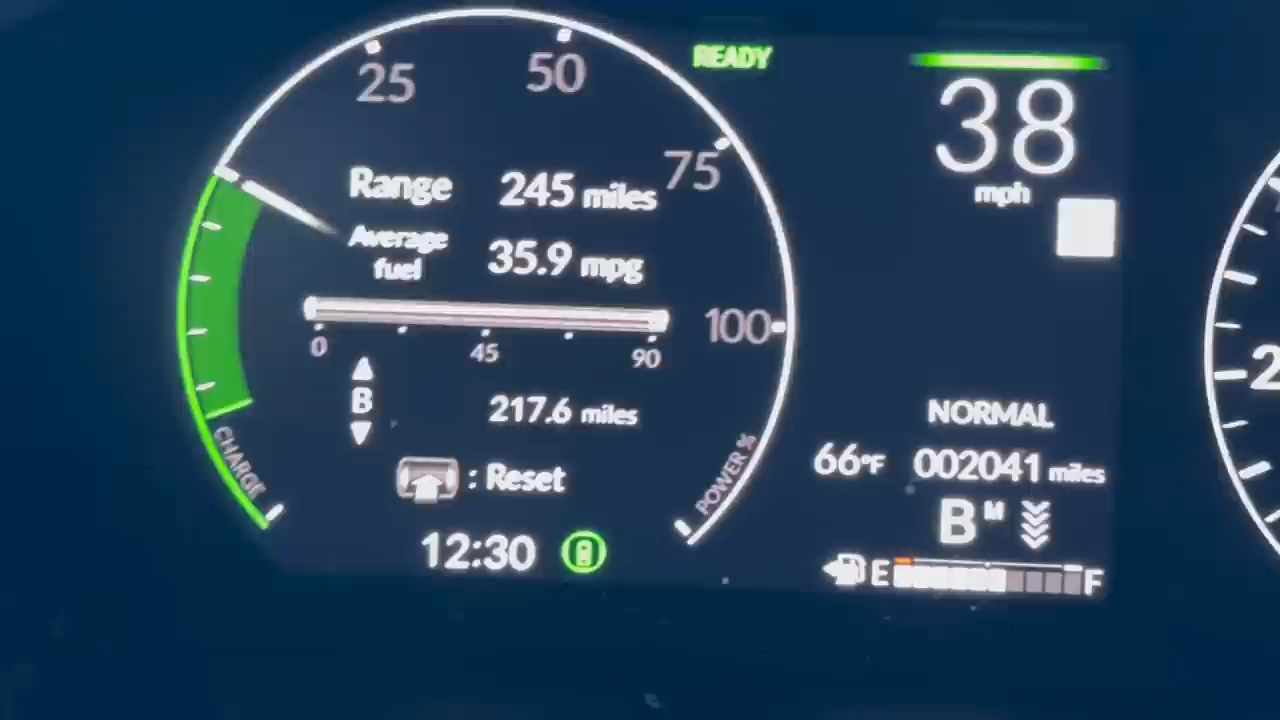 25
50
75
100
READY
38
mph
Range 245 miles
Average fuel 35.9 mpg
0 45 90
B
217.6 miles
: Reset
12:30
CHARGE
POWER %
NORMAL
66°F 002041 miles
B M
E F
2